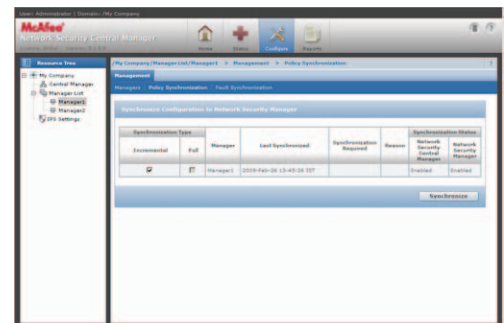 User: Administrator | Domain: /My Company
McAfee
Network Security Central Manager
Home
Status
Configure
Reports
Resource Tree
My Company
Central Manager
Manager List
Manager1
Manager2
IPS Settings
/My Company/Manager List/Manager1 > Management > Policy Synchronization
?
Management
Managers Policy Synchronization Fault Synchronization
Synchronize Configuration to Network Security Manager
Synchronization Type
Incremental
Full
Manager
Last Synchronized
Synchronization Required
Reason
Synchronization Status
Network Security Central Manager
Network Security Manager
Manager1
2009-Feb-26 13:45:26 IST
Enabled
Enabled
Synchronize